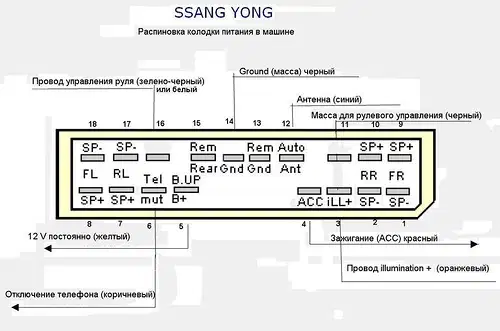 SSANG YONG
Распиновка колодки питания в машине
Ground (масса) черный
Провод управления руля (зелено-черный)
или белый
Антенна (синий)
Масса для рулевого управления (черный)
18 17 16 15 14 13 12 11 10 9
SP- SP- Rem Rem Auto SP+ SP+
Rear Gnd Gnd Ant
FL RL RR FR
Tel B.UP
SP+ SP+ mut B+ ACC iLL+ SP- SP-
8 7 6 5 4 3 2 1
12 V постоянно (желтый)
Зажигание (АСС) красный
Провод illumination + (оранжевый)
Отключение телефона (коричневый)